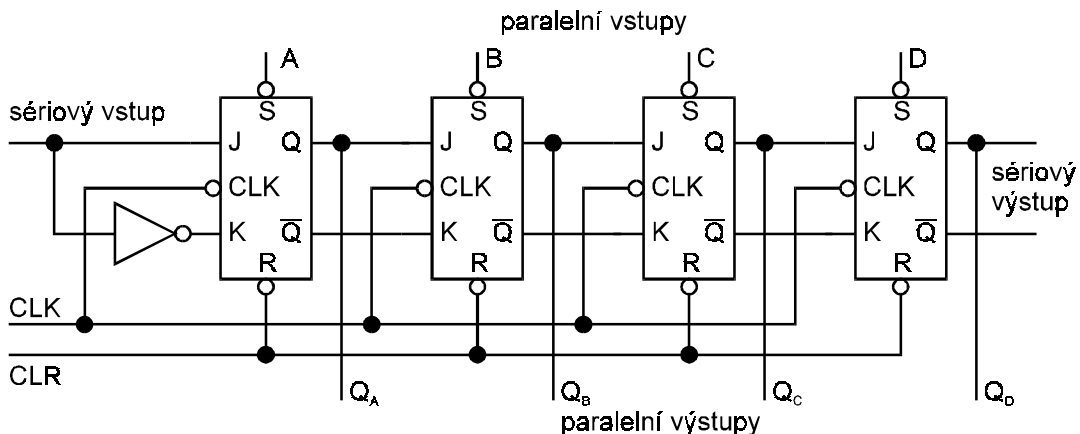 paralelní vstupy
A B C D
sériový vstup
S S S S
J Q J Q J Q J Q
CLK CLK CLK CLK
sériový
výstup
K Q K Q K Q K Q
R R R R
CLK
CLR
QA QB QC QD
paralelní výstupy